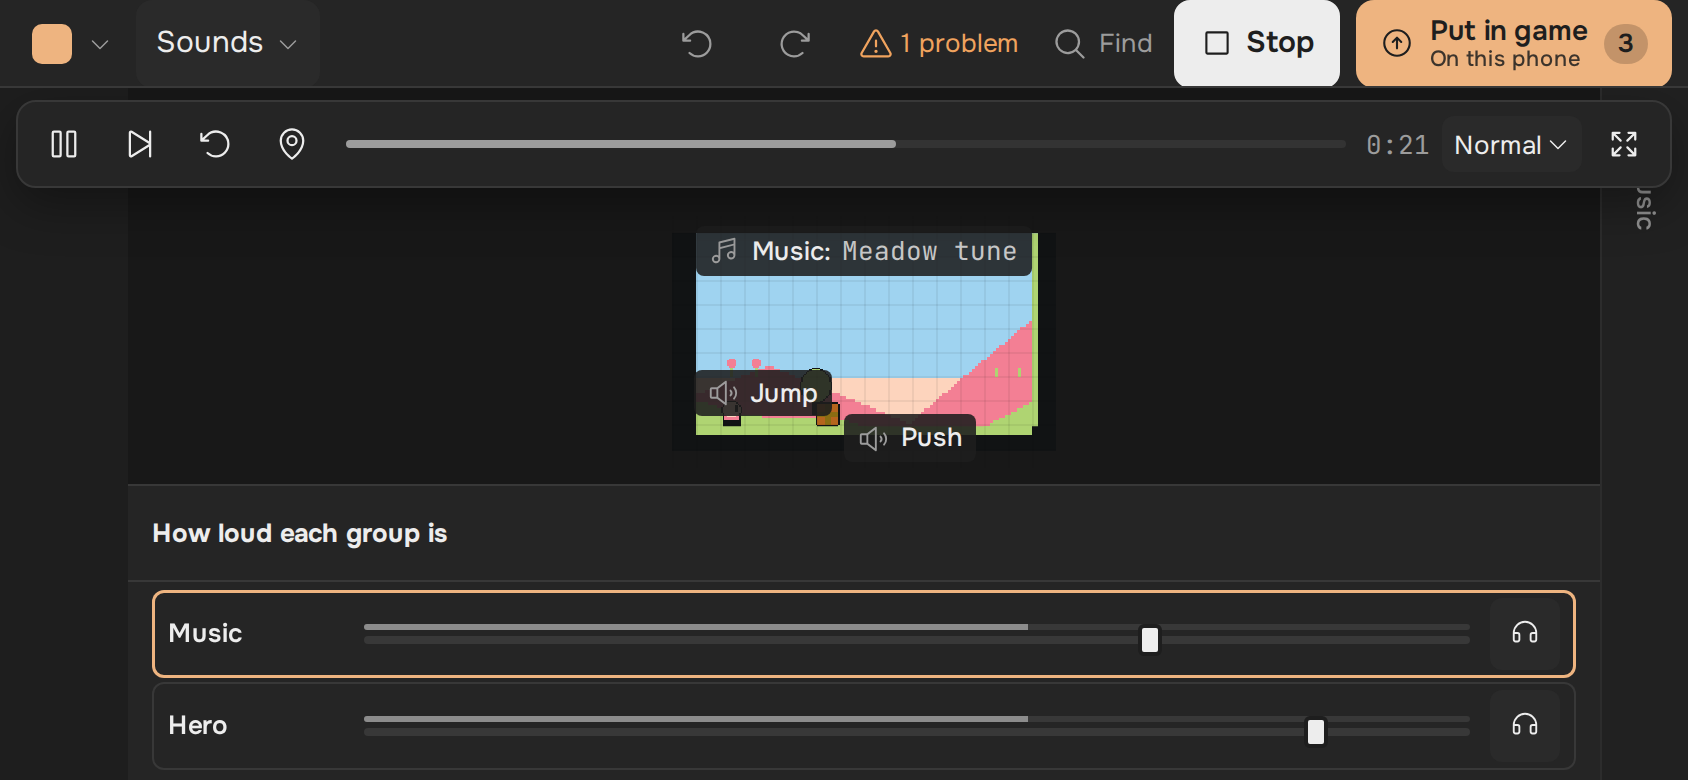 Sounds
1 problem
Find
Stop
Put in game
On this phone
3
0:21
Normal
Music: Meadow tune
Jump
Push
How loud each group is
Music
Hero